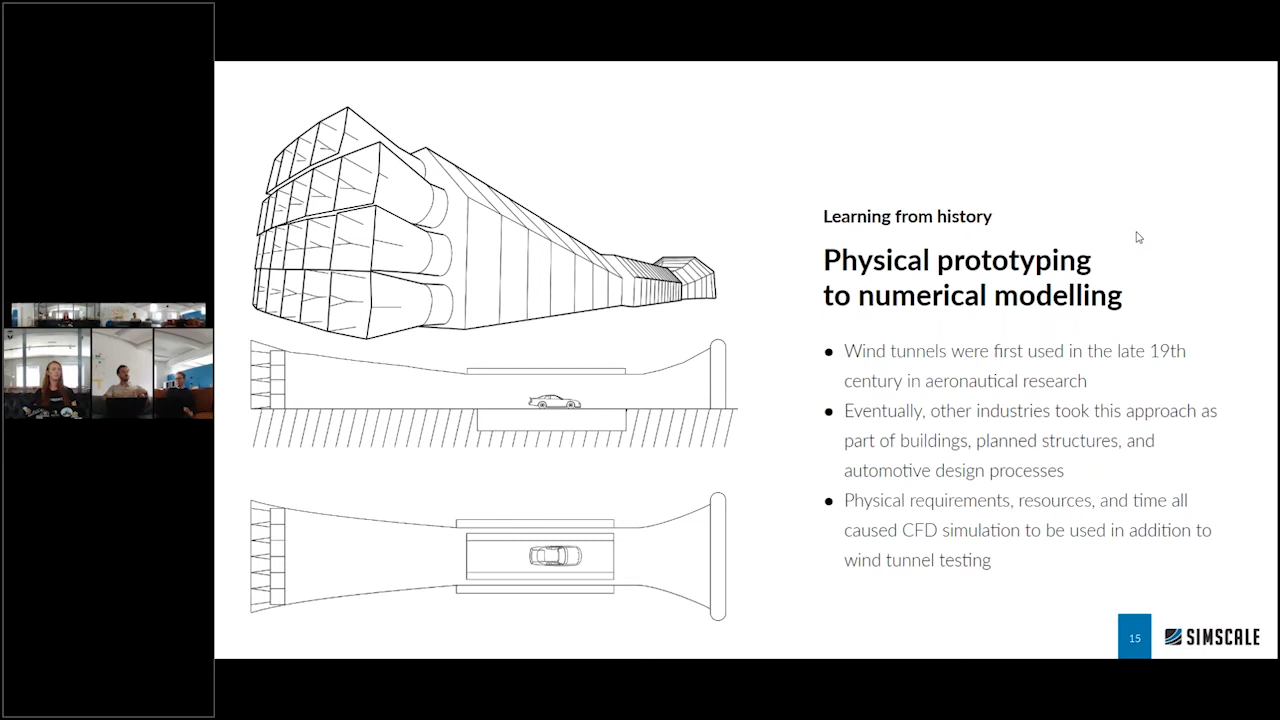 Learning from history
Physical prototyping
to numerical modelling
● Wind tunnels were first used in the late 19th
century in aeronautical research
● Eventually, other industries took this approach as
part of buildings, planned structures, and
automotive design processes
● Physical requirements, resources, and time all
caused CFD simulation to be used in addition to
wind tunnel testing
15
SIMSCALE